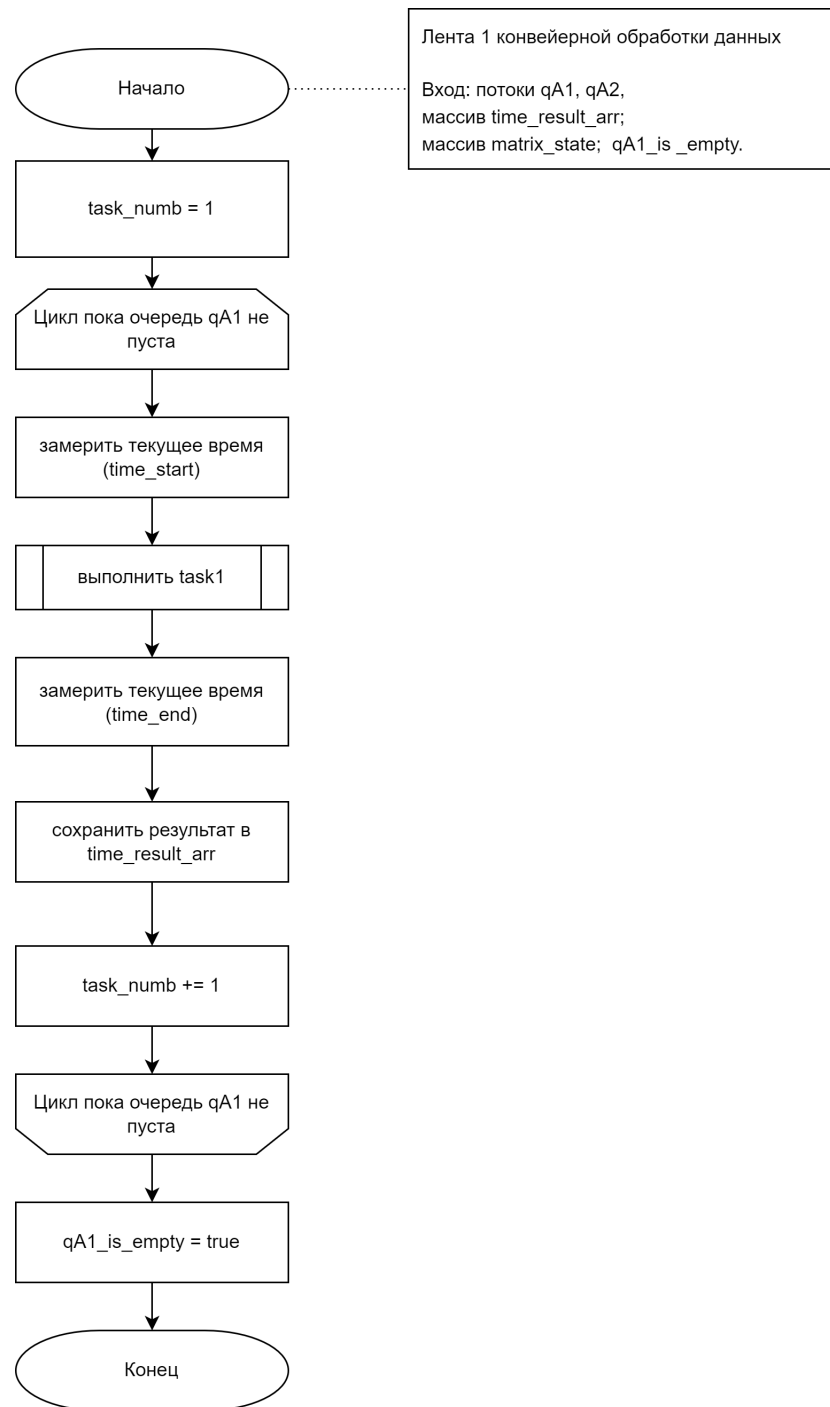 Лента 1 конвейерной обработки данных
Вход: потоки qA1, qA2,
массив time_result_arr;
массив matrix_state;  qA1_is _empty.
Начало
task_numb = 1
Цикл пока очередь qA1 не
пуста
замерить текущее время
(time_start)
выполнить task1
замерить текущее время
(time_end)
сохранить результат в
time_result_arr
task_numb += 1
Цикл пока очередь qA1 не
пуста
qA1_is_empty = true
Конец